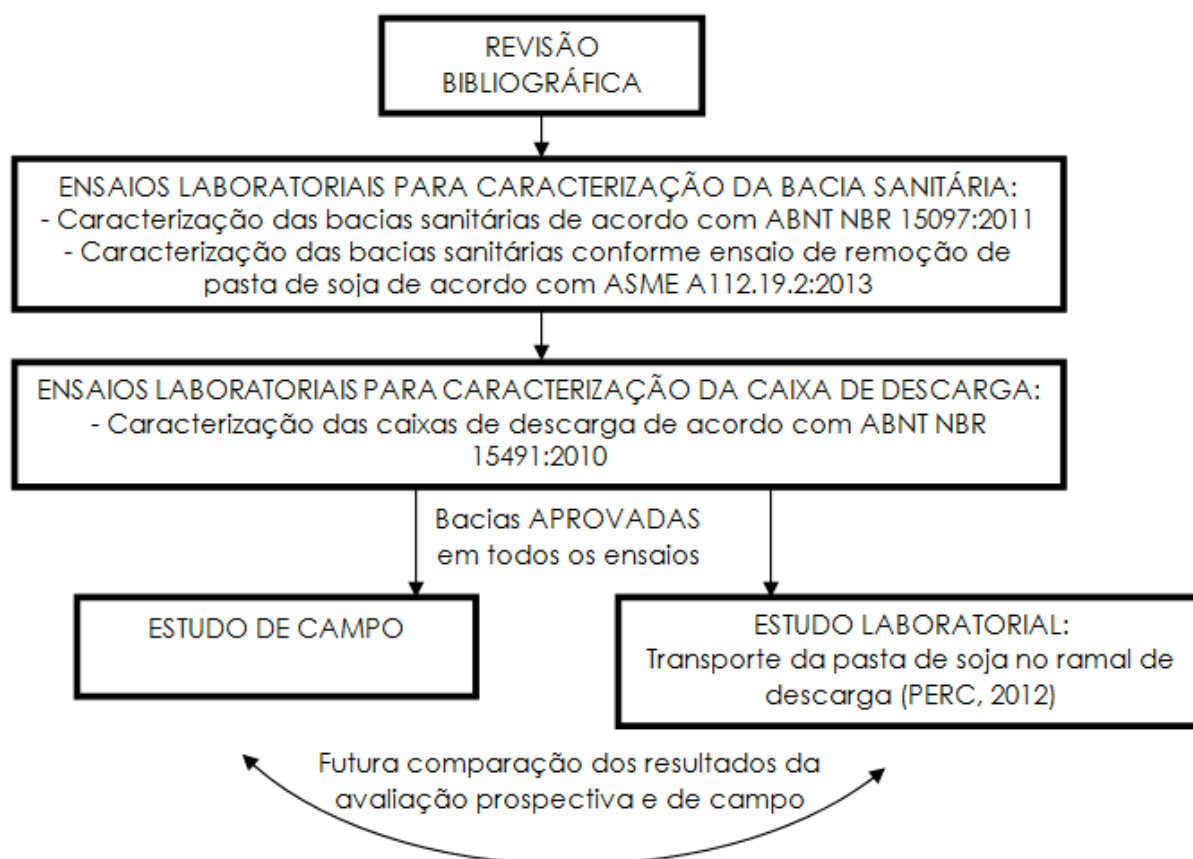 REVISÃO
BIBLIOGRÁFICA
ENSAIOS LABORATORIAIS PARA CARACTERIZAÇÃO DA BACIA SANITÁRIA:
- Caracterização das bacias sanitárias de acordo com ABNT NBR 15097:2011
- Caracterização das bacias sanitárias conforme ensaio de remoção de
pasta de soja de acordo com ASME A112.19.2:2013
ENSAIOS LABORATORIAIS PARA CARACTERIZAÇÃO DA CAIXA DE DESCARGA:
- Caracterização das caixas de descarga de acordo com ABNT NBR
15491:2010
Bacias APROVADAS
em todos os ensaios
ESTUDO DE CAMPO
ESTUDO LABORATORIAL:
Transporte da pasta de soja no ramal de
descarga (PERC, 2012)
Futura comparação dos resultados da
avaliação prospectiva e de campo